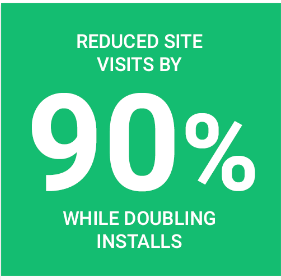 REDUCED SITE
VISITS BY
90%
WHILE DOUBLING
INSTALLS